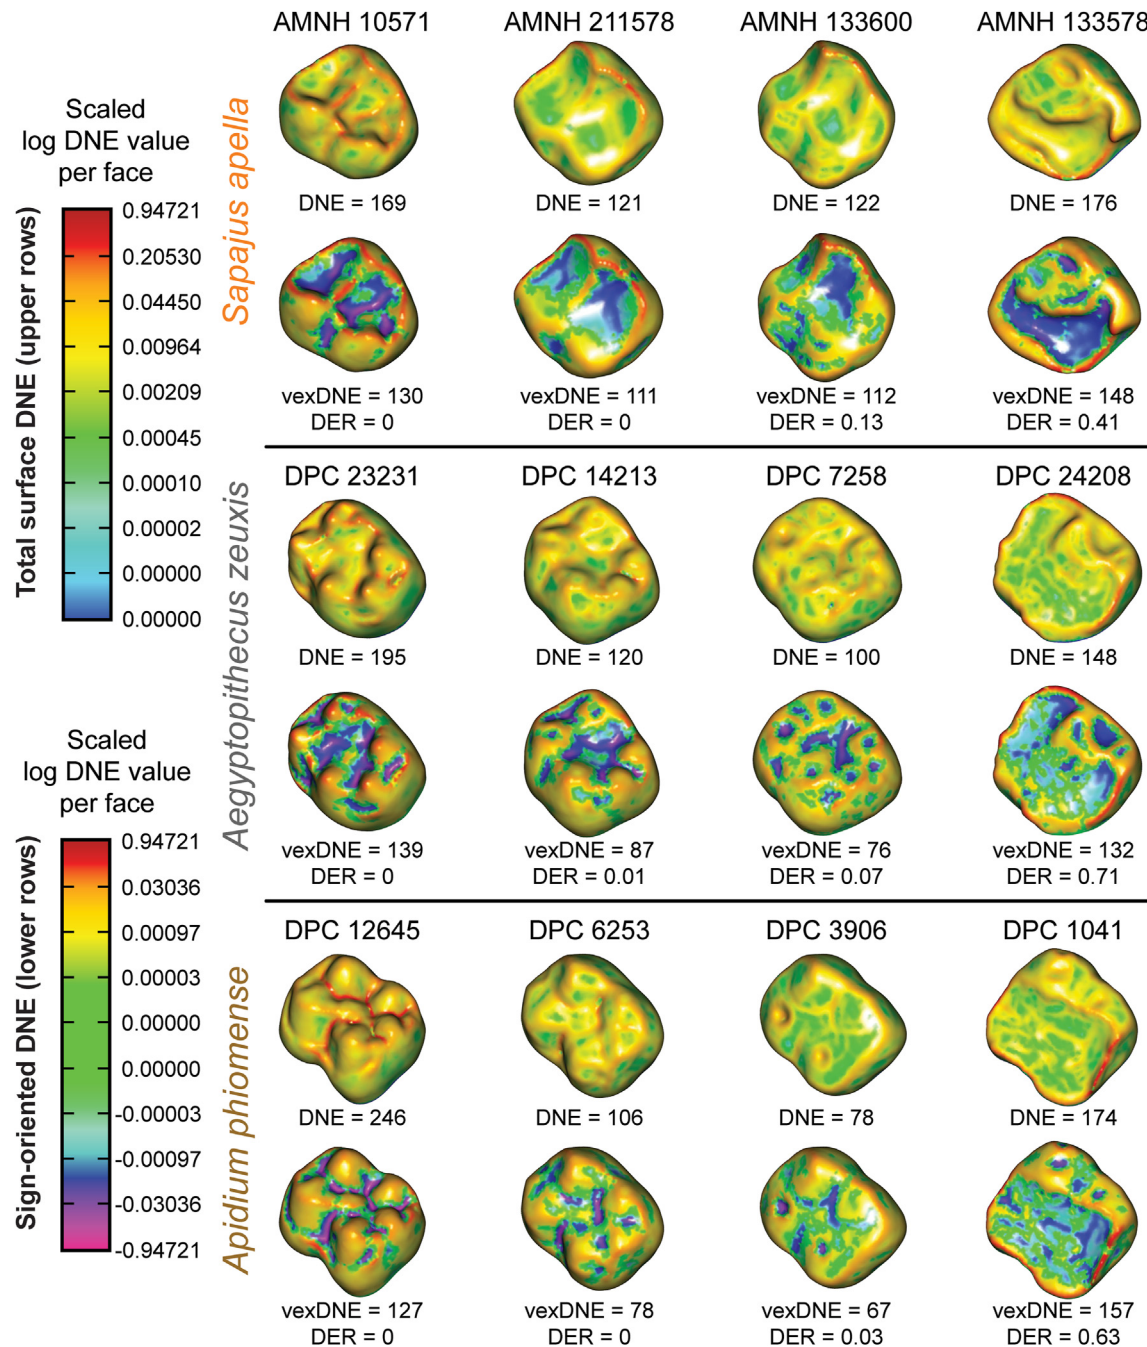 AMNH 10571
AMNH 211578
AMNH 133600
AMNH 133578
Scaled
log DNE value
per face
Total surface DNE (upper rows)
0.94721
0.20530
0.04450
0.00964
0.00209
0.00045
0.00010
0.00002
0.00000
0.00000
Sapajus apella
DNE = 169
DNE = 121
DNE = 122
DNE = 176
vexDNE = 130
DER = 0
vexDNE = 111
DER = 0
vexDNE = 112
DER = 0.13
vexDNE = 148
DER = 0.41
Aegyptopithecus zeuxis
DPC 23231
DPC 14213
DPC 7258
DPC 24208
DNE = 195
DNE = 120
DNE = 100
DNE = 148
vexDNE = 139
DER = 0
vexDNE = 87
DER = 0.01
vexDNE = 76
DER = 0.07
vexDNE = 132
DER = 0.71
Scaled
log DNE value
per face
Sign-oriented DNE (lower rows)
0.94721
0.03036
0.00097
0.00003
0.00000
0.00000
-0.00003
-0.00097
-0.03036
-0.94721
Apidium phiomense
DPC 12645
DPC 6253
DPC 3906
DPC 1041
DNE = 246
DNE = 106
DNE = 78
DNE = 174
vexDNE = 127
DER = 0
vexDNE = 78
DER = 0
vexDNE = 67
DER = 0.03
vexDNE = 157
DER = 0.63